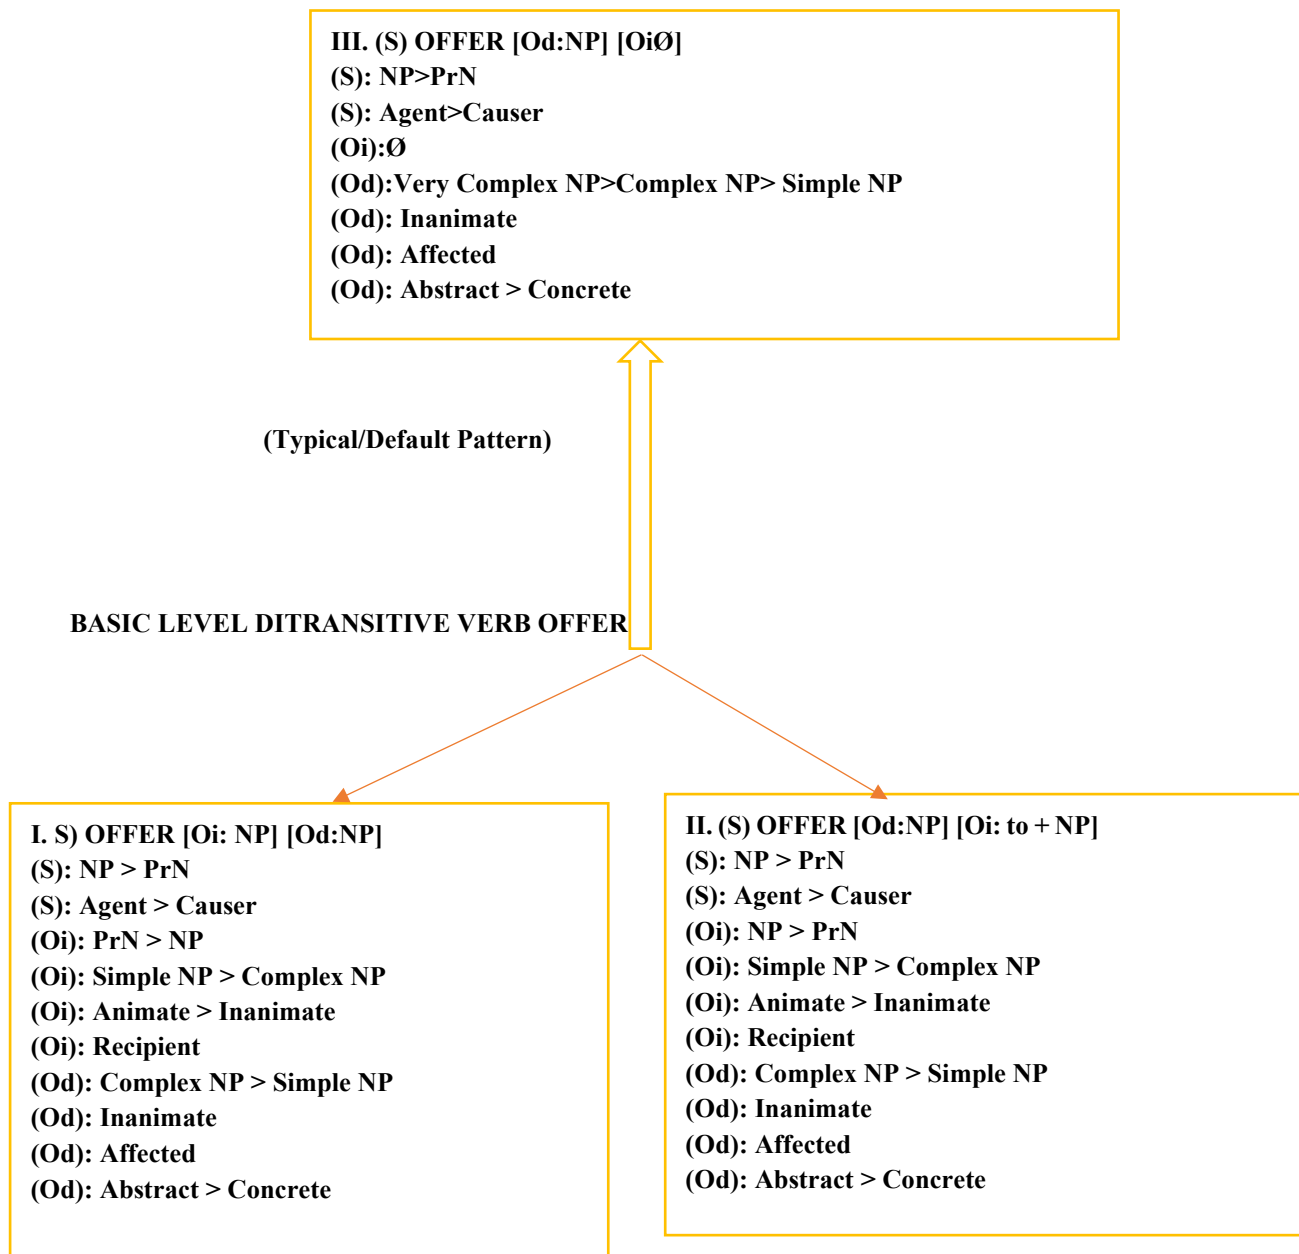 III. (S) OFFER [Od:NP] [OiØ]
(S): NP>PrN
(S): Agent>Causer
(Oi):Ø
(Od):Very Complex NP>Complex NP> Simple NP
(Od): Inanimate
(Od): Affected
(Od): Abstract > Concrete
(Typical/Default Pattern)
BASIC LEVEL DITRANSITIVE VERB OFFER
I. S) OFFER [Oi: NP] [Od:NP]
(S): NP > PrN
(S): Agent > Causer
(Oi): PrN > NP
(Oi): Simple NP > Complex NP
(Oi): Animate > Inanimate
(Oi): Recipient
(Od): Complex NP > Simple NP
(Od): Inanimate
(Od): Affected
(Od): Abstract > Concrete
II. (S) OFFER [Od:NP] [Oi: to + NP]
(S): NP > PrN
(S): Agent > Causer
(Oi): NP > PrN
(Oi): Simple NP > Complex NP
(Oi): Animate > Inanimate
(Oi): Recipient
(Od): Complex NP > Simple NP
(Od): Inanimate
(Od): Affected
(Od): Abstract > Concrete